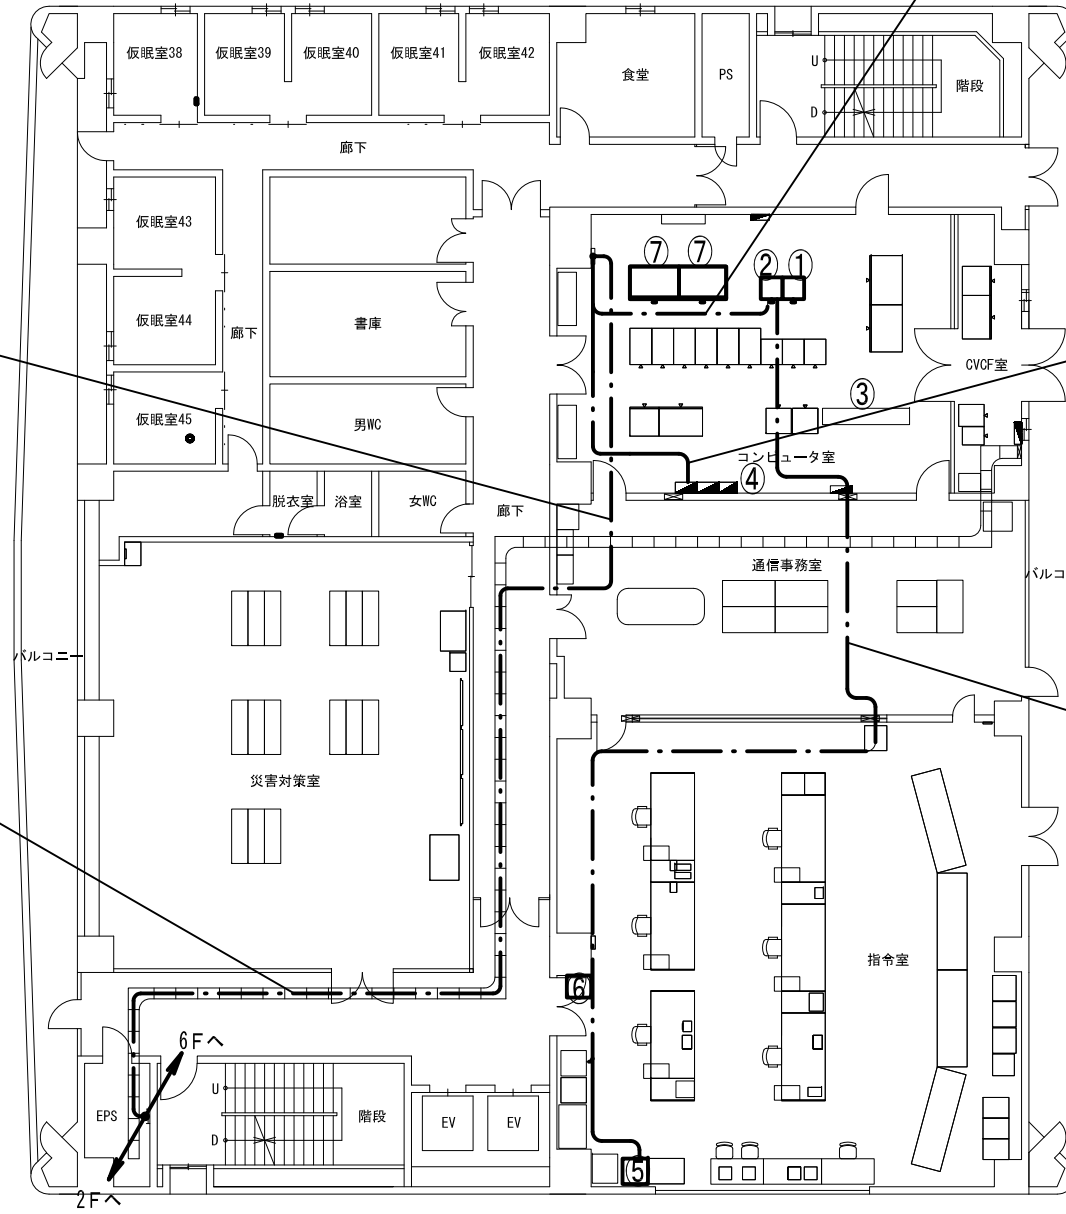 仮眠室38
仮眠室39
仮眠室40
仮眠室41
仮眠室42
食堂
PS
U
D
階段
廊下
仮眠室43
仮眠室44
廊下
仮眠室45
書庫
男WC
脱衣室
浴室
女WC
廊下
⑦
⑦
②
①
③
CVCF室
コンピュータ室
④
通信事務室
バルコ
バルコニー
災害対策室
指令室
⑥
6Fへ
EPS
U
D
階段
EV
EV
⑤
2Fへ